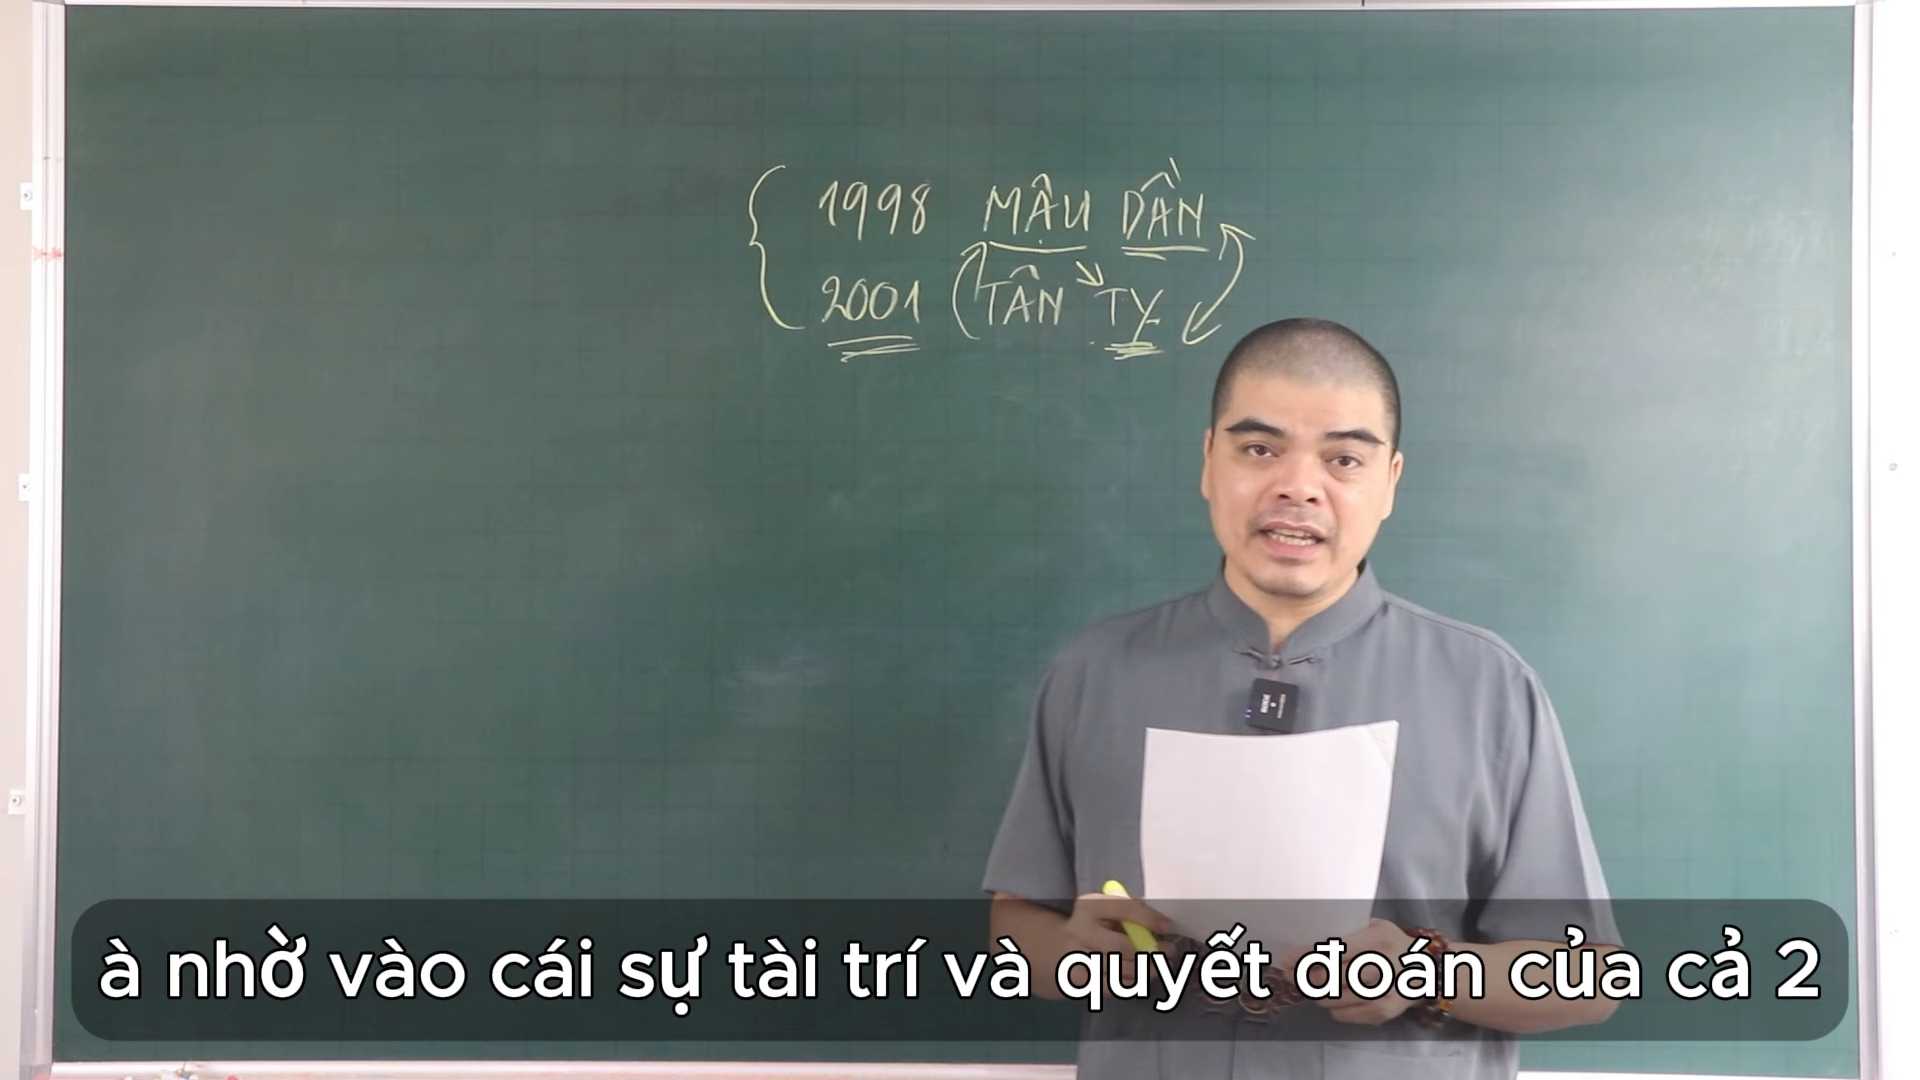 1998 MẬU DẦN
2001 TÂN TỴ
à nhờ vào cái sự tài trí và quyết đoán của cả 2